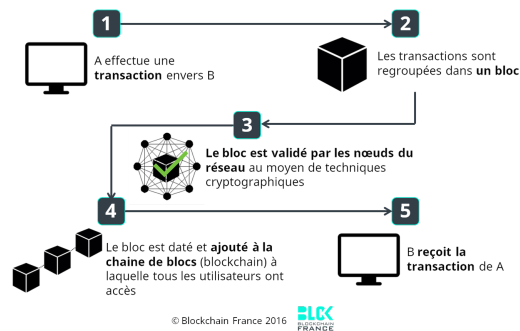 1
2
A effectue une
transaction envers B
Les transactions sont
regroupées dans un bloc
3
Le bloc est validé par les nœuds du
réseau au moyen de techniques
cryptographiques
4
5
Le bloc est daté et ajouté à la
chaine de blocs (blockchain) à
laquelle tous les utilisateurs ont
accès
B reçoit la
transaction de A
© Blockchain France 2016
BLCK
BLOCKCHAIN
FRANCE